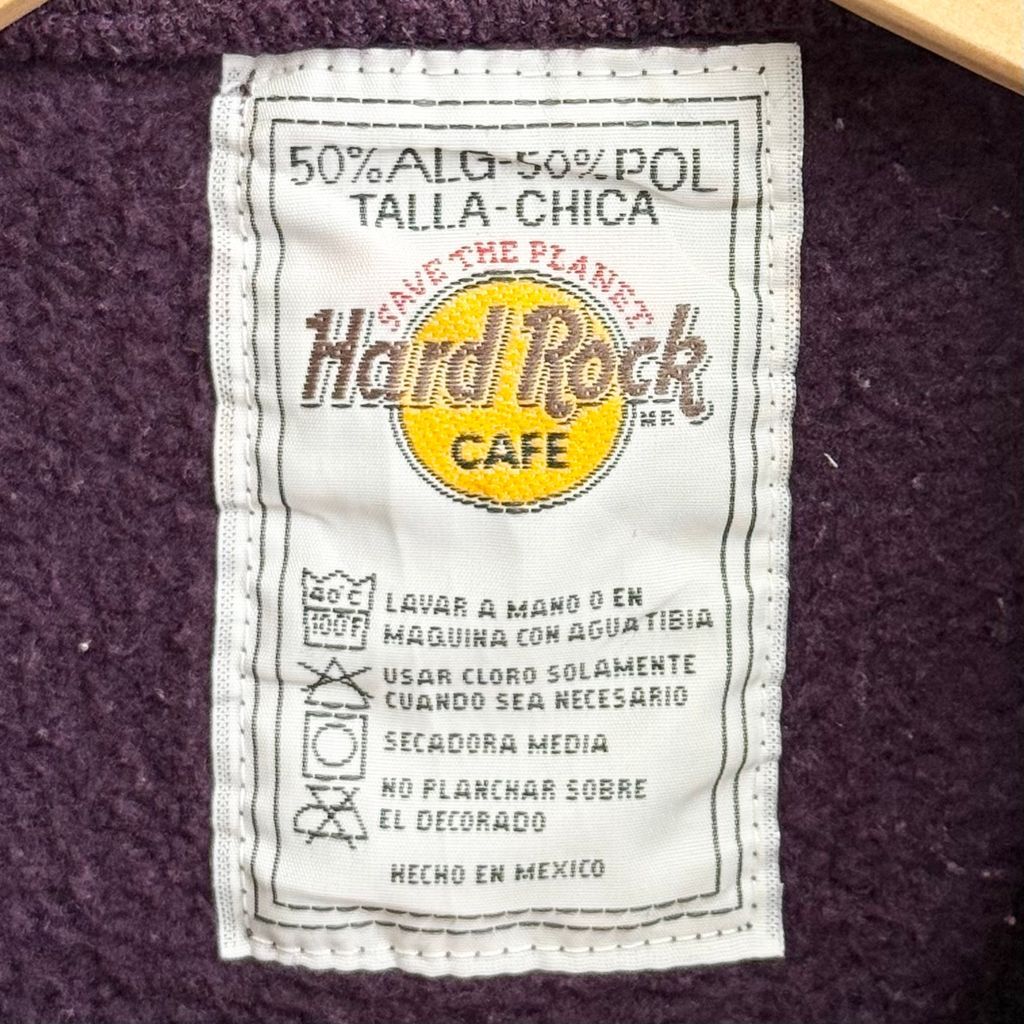 50% ALG-50% POL
TALLA-CHICA
SAVE THE PLANET
Hard Rock
MR
CAFE
40°C
100°F
LAVAR A MANO O EN
MAQUINA CON AGUA TIBIA
USAR CLORO SOLAMENTE
CUANDO SEA NECESARIO
SECADORA MEDIA
NO PLANCHAR SOBRE
EL DECORADO
HECHO EN MEXICO